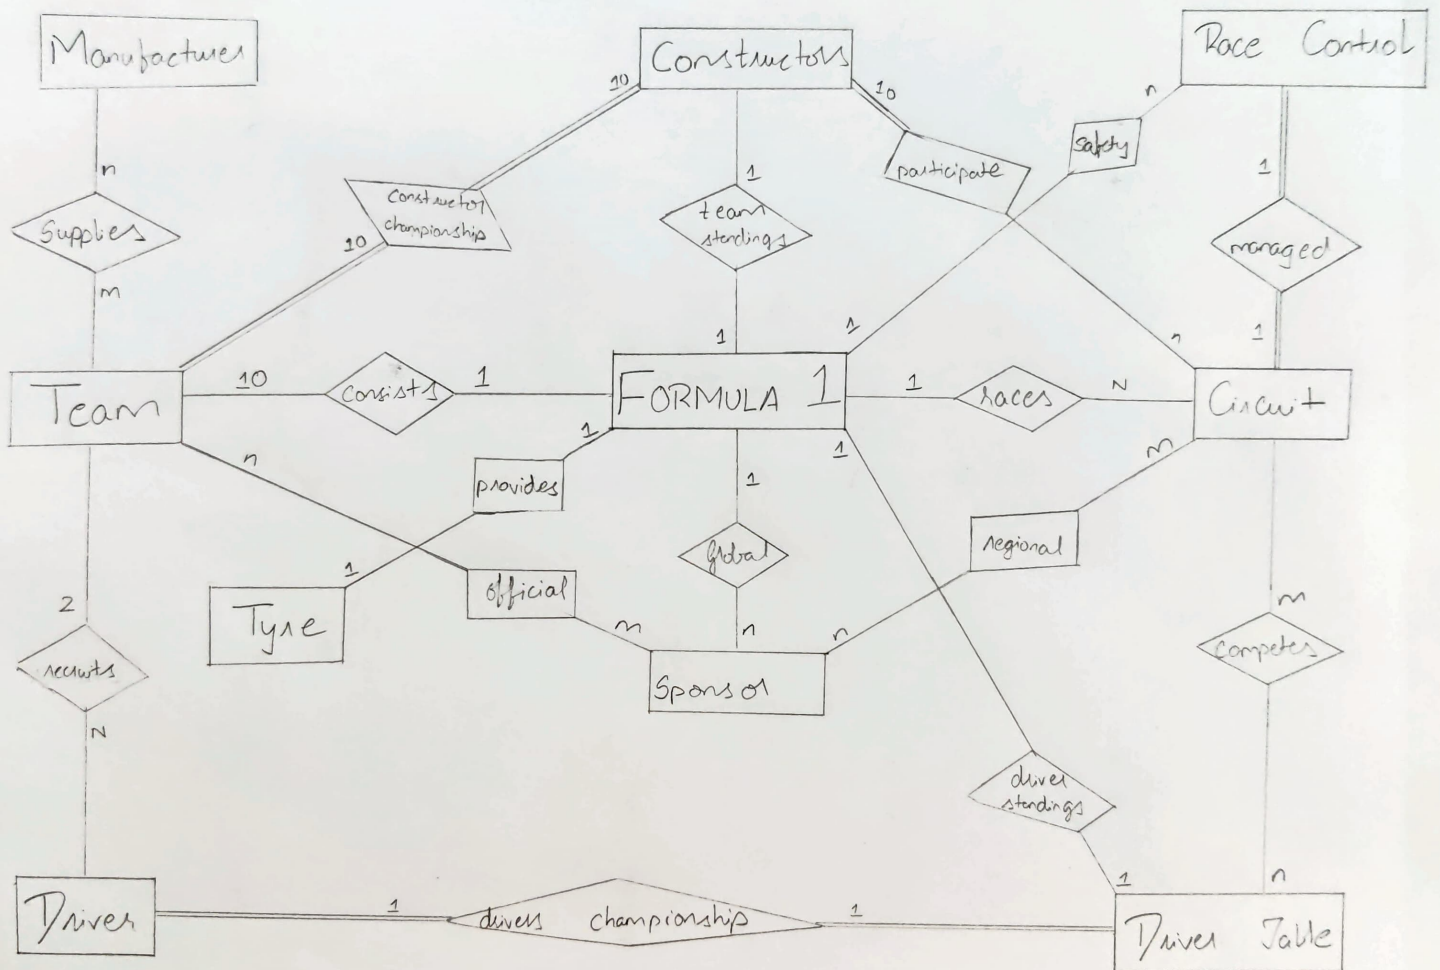 Manufacturer
Constructors
Race Control
10
10
n
safety
n
1
1
participate
Constructor
championship
team
standings
Supplies
managed
10
m
1
1
1
n
Team
10
consists
1
FORMULA 1
1
races
N
Circuit
n
1
1
m
provides
1
regional
Global
1
official
2
Tyre
m
n
n
m
recruits
Sponsor
competes
N
driver
standings
1
n
Driver
1
drivers championship
1
Driver Table